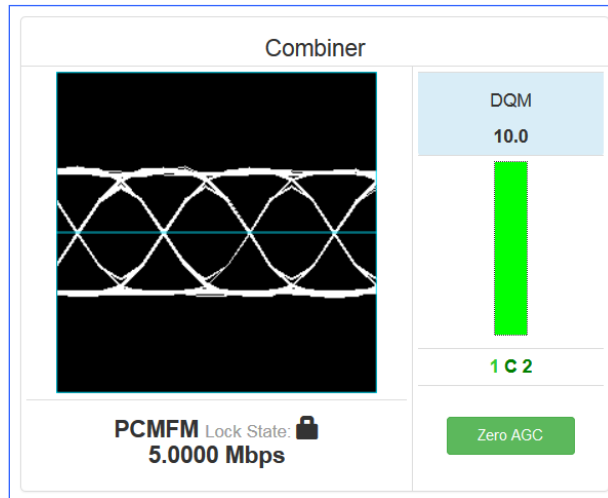 Combiner
DQM
10.0
1 C 2
PCMFM Lock State:
5.0000 Mbps
Zero AGC